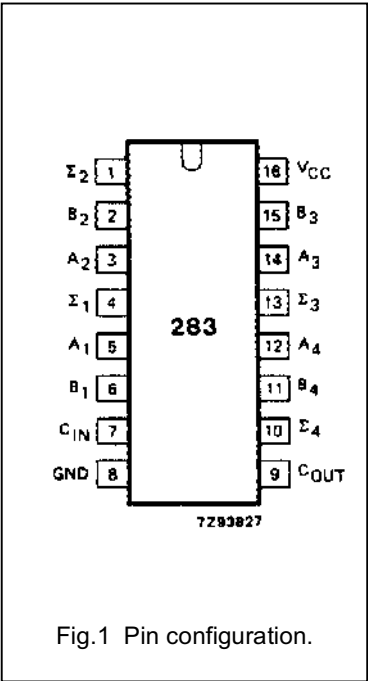 Σ2 1 16 VCC
B2 2 15 B3
A2 3 14 A3
Σ1 4 13 Σ3
283
A1 5 12 A4
B1 6 11 B4
CIN 7 10 Σ4
GND 8 9 COUT
7Z93827
Fig.1 Pin configuration.